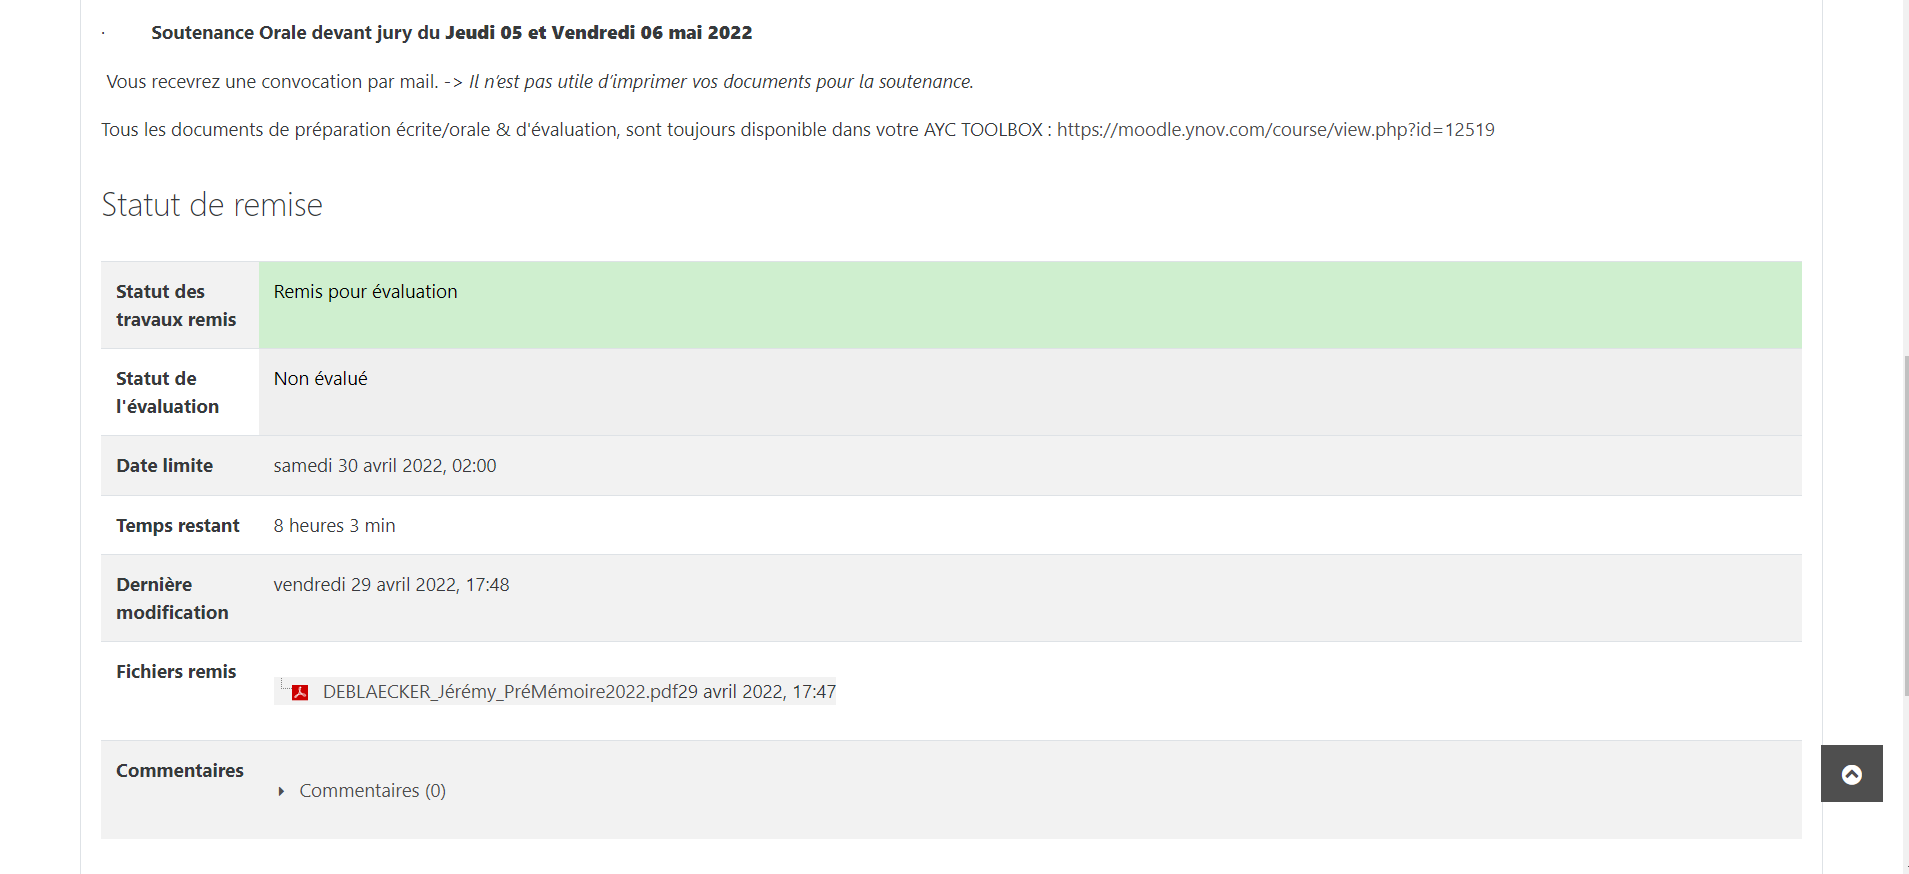 · Soutenance Orale devant jury du Jeudi 05 et Vendredi 06 mai 2022
Vous recevrez une convocation par mail. -> Il n'est pas utile d'imprimer vos documents pour la soutenance.
Tous les documents de préparation écrite/orale & d'évaluation, sont toujours disponible dans votre AYC TOOLBOX : https://moodle.ynov.com/course/view.php?id=12519
Statut de remise
Statut des
travaux remis
Remis pour évaluation
Statut de
l'évaluation
Non évalué
Date limite
samedi 30 avril 2022, 02:00
Temps restant
8 heures 3 min
Dernière
modification
vendredi 29 avril 2022, 17:48
Fichiers remis
DEBLAECKER_Jérémy_PréMémoire2022.pdf29 avril 2022, 17:47
Commentaires
Commentaires (0)